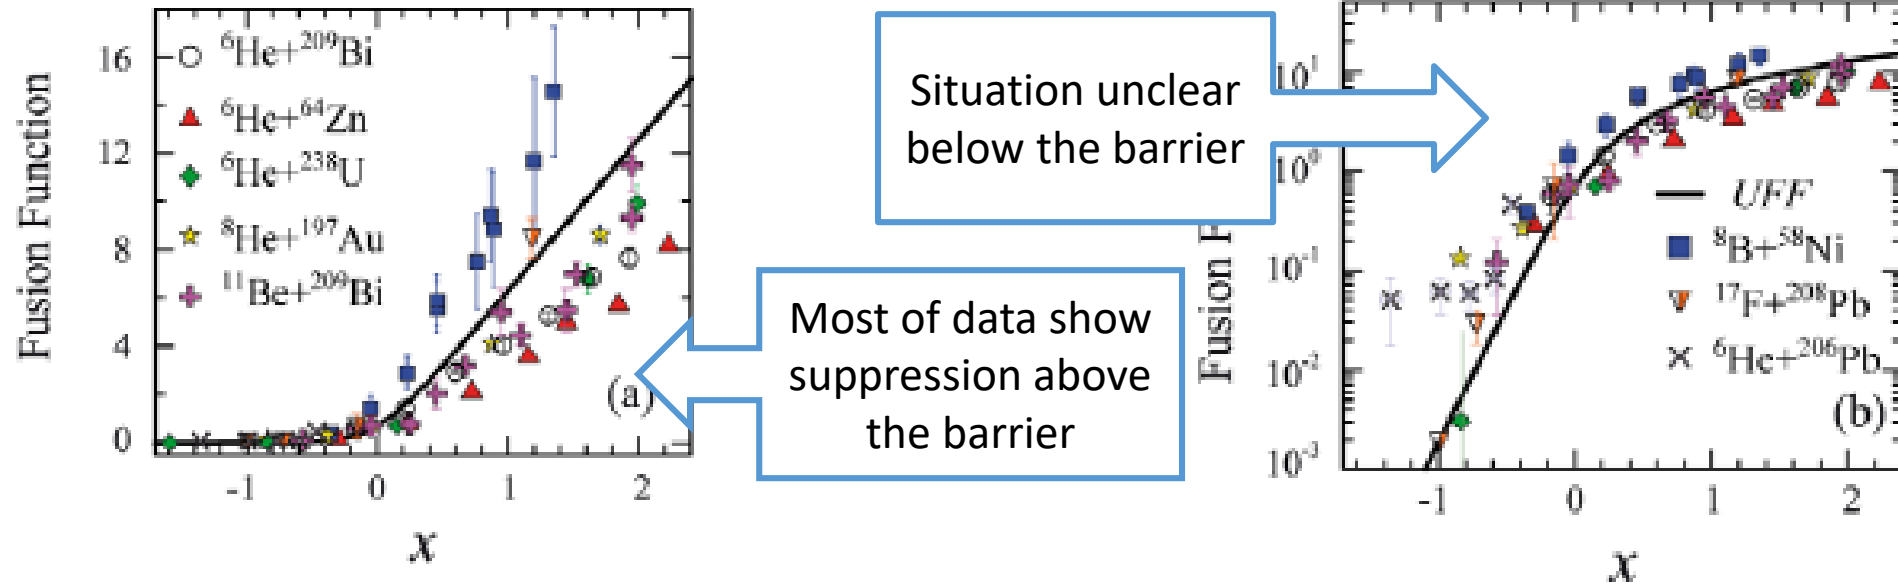 Fusion Function
16
12
8
4
0
⁶He+²⁰⁹Bi
⁶He+⁶⁴Zn
⁶He+²³⁸U
⁸He+¹⁹⁷Au
¹¹Be+²⁰⁹Bi
(a)
-1 0 1 2
x
Situation unclear
below the barrier
Most of data show
suppression above
the barrier
Fusion F
10¹
10⁰
10⁻¹
10⁻²
10⁻³
UFF
⁸B+⁵⁸Ni
¹⁷F+²⁰⁸Pb
⁶He+²⁰⁶Pb
(b)
-1 0 1 2
x